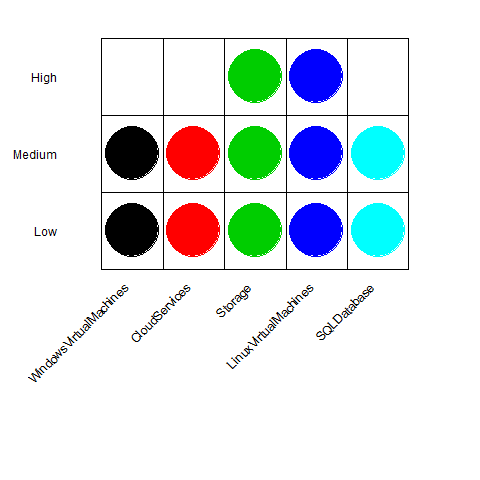 High
Medium
Low
WindowsVirtualMachines
CloudServices
Storage
LinuxVirtualMachines
SQLDatabase